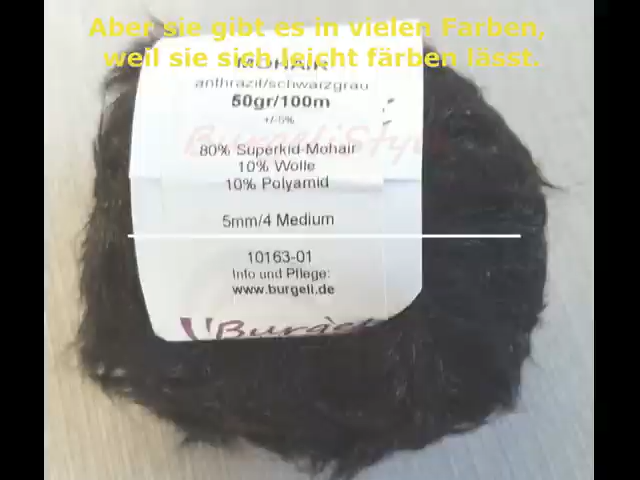 Aber sie gibt es in vielen Farben,
weil sie sich leicht färben lässt.
MOHAIR
anthrazit/schwarzgrau
50gr/100m
+/-5%
BurgeliStyle
80% Superkid-Mohair
10% Wolle
10% Polyamid
5mm/4 Medium
10163-01
Info und Pflege:
www.burgeli.de